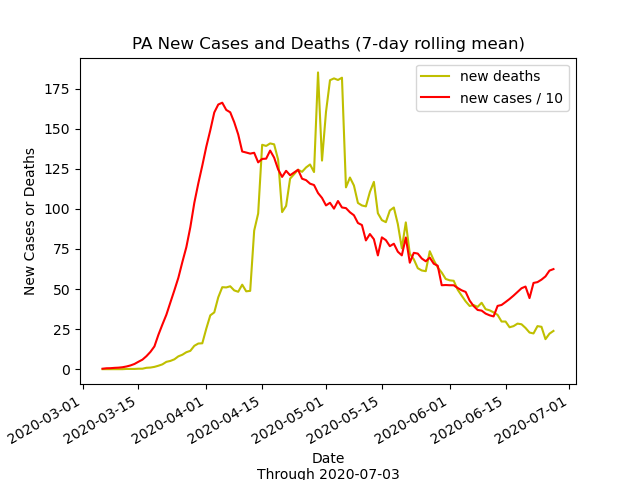 PA New Cases and Deaths (7-day rolling mean)
new deaths
new cases / 10
175
150
125
100
75
50
25
0
New Cases or Deaths
2020-03-01
2020-03-15
2020-04-01
2020-04-15
2020-05-01
2020-05-15
2020-06-01
2020-06-15
2020-07-01
Date
Through 2020-07-03